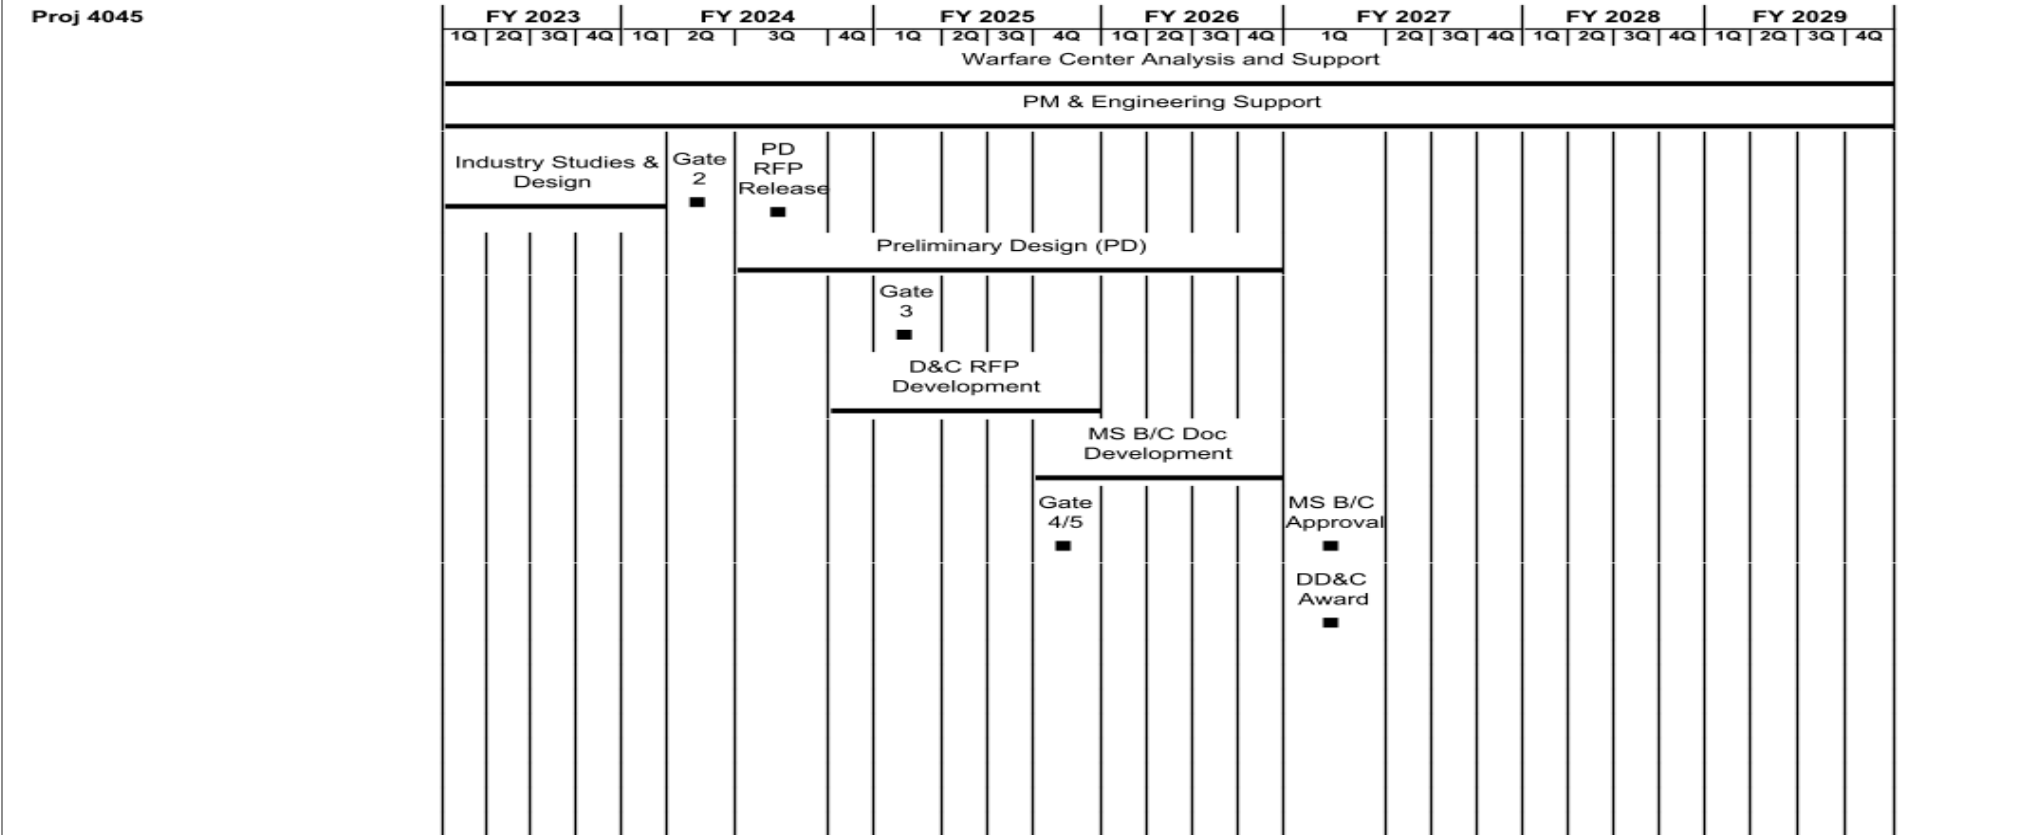 Proj 4045 FY 2023 FY 2024 FY 2025 FY 2026 FY 2027 FY 2028 FY 2029
1Q 2Q 3Q 4Q 1Q 2Q 3Q 4Q 1Q 2Q 3Q 4Q 1Q 2Q 3Q 4Q 1Q 2Q 3Q 4Q 1Q 2Q 3Q 4Q 1Q 2Q 3Q 4Q
Warfare Center Analysis and Support
PM & Engineering Support
Industry Studies &
Design
Gate
2
PD
RFP
Release
Preliminary Design (PD)
Gate
3
D&C RFP
Development
MS B/C Doc
Development
Gate
4/5
MS B/C
Approval
DD&C
Award